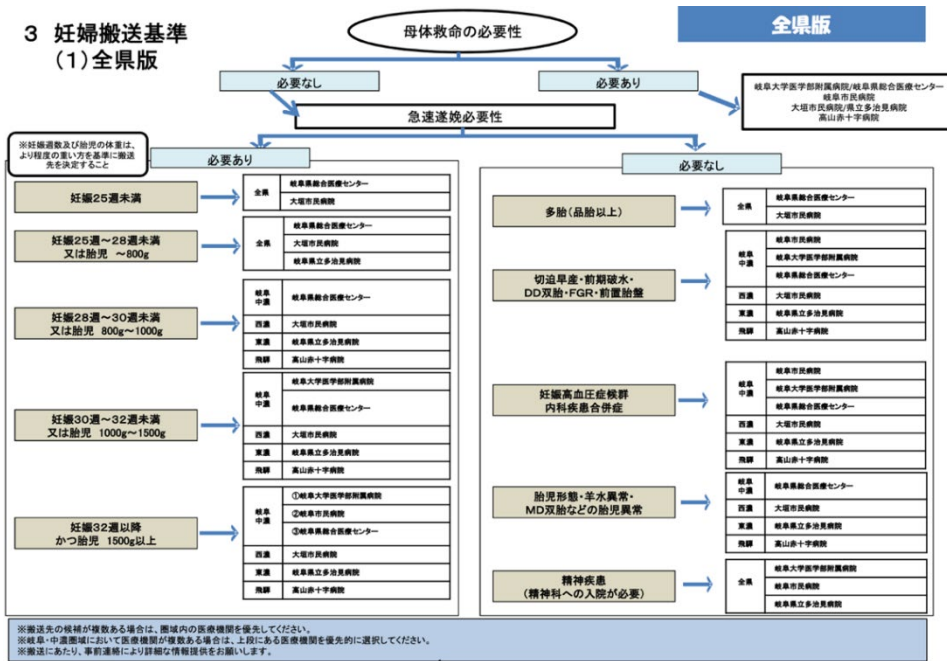 3 妊婦搬送基準
(1)全県版
全県版
母体救命の必要性
必要なし
必要あり
岐阜大学医学部附属病院/岐阜県総合医療センター
岐阜市民病院
大垣市民病院/県立多治見病院
高山赤十字病院
急速遂娩必要性
※妊娠週数及び胎児の体重は、
より程度の重い方を基準に搬送
先を決定すること
必要あり
妊娠25週未満
全県
岐阜県総合医療センター
大垣市民病院
妊娠25週~28週未満
又は胎児 ~800g
全県
岐阜県総合医療センター
大垣市民病院
岐阜県立多治見病院
妊娠28週~30週未満
又は胎児 800g~1000g
岐阜
中濃
岐阜県総合医療センター
西濃 大垣市民病院
東濃 岐阜県立多治見病院
飛騨 高山赤十字病院
妊娠30週~32週未満
又は胎児 1000g~1500g
岐阜
中濃
岐阜大学医学部附属病院
岐阜県総合医療センター
西濃 大垣市民病院
東濃 岐阜県立多治見病院
飛騨 高山赤十字病院
妊娠32週以降
かつ胎児 1500g以上
岐阜
中濃
①岐阜大学医学部附属病院
②岐阜市民病院
③岐阜県総合医療センター
西濃 大垣市民病院
東濃 岐阜県立多治見病院
飛騨 高山赤十字病院
必要なし
多胎(品胎以上)
全県
岐阜県総合医療センター
大垣市民病院
切迫早産・前期破水・
DD双胎・FGR・前置胎盤
岐阜
中濃
岐阜市民病院
岐阜大学医学部附属病院
岐阜県総合医療センター
西濃 大垣市民病院
東濃 岐阜県立多治見病院
飛騨 高山赤十字病院
妊娠高血圧症候群
内科疾患合併症
岐阜
中濃
岐阜市民病院
岐阜大学医学部附属病院
岐阜県総合医療センター
西濃 大垣市民病院
東濃 岐阜県立多治見病院
飛騨 高山赤十字病院
胎児形態・羊水異常・
MD双胎などの胎児異常
岐阜
中濃
岐阜県総合医療センター
西濃 大垣市民病院
東濃 岐阜県立多治見病院
飛騨 高山赤十字病院
精神疾患
(精神科への入院が必要)
全県
岐阜大学医学部附属病院
岐阜市民病院
岐阜県立多治見病院
※搬送先の候補が複数ある場合は、圏域内の医療機関を優先してください。
※岐阜・中濃圏域において医療機関が複数ある場合は、上段にある医療機関を優先的に選択してください。
※搬送にあたり、事前連絡により詳細な情報提供をお願いします。